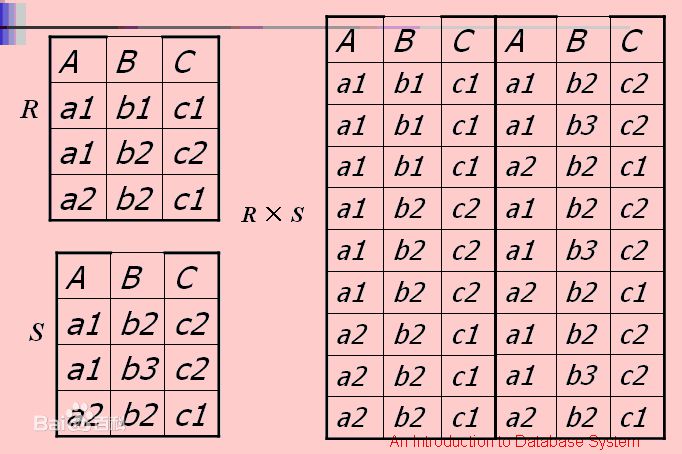 R
A B C
a1 b1 c1
a1 b2 c2
a2 b2 c1
S
A B C
a1 b2 c2
a1 b3 c2
a2 b2 c1
Bai百科
R × S
A B C A B C
a1 b1 c1 a1 b2 c2
a1 b1 c1 a1 b3 c2
a1 b1 c1 a2 b2 c1
a1 b2 c2 a1 b2 c2
a1 b2 c2 a1 b3 c2
a1 b2 c2 a2 b2 c1
a2 b2 c1 a1 b2 c2
a2 b2 c1 a1 b3 c2
a2 b2 c1 a2 b2 c1
An Introduction to Database System